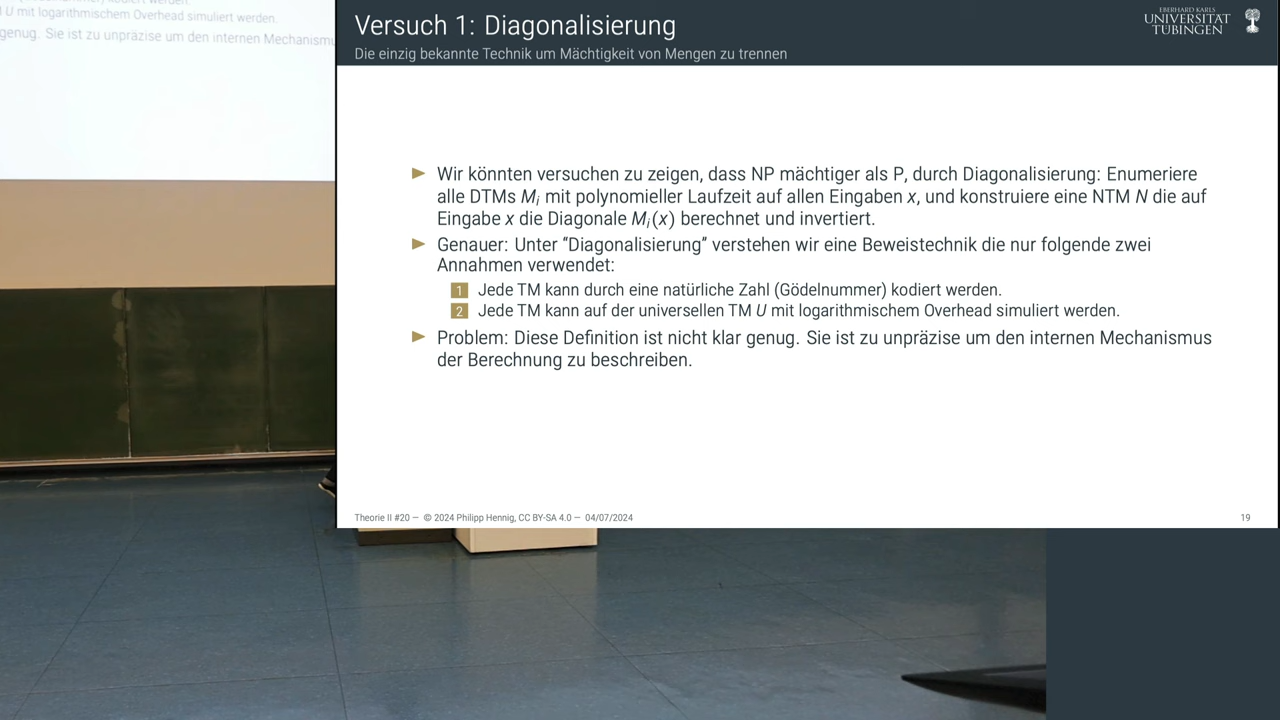 kodiert werden.
U mit logarithmischem Overhead simuliert werden.
genug. Sie ist zu unpräzise um den internen
Versuch 1: Diagonalisierung
Die einzig bekannte Technik um Mächtigkeit von Mengen zu trennen
EBERHARD KARLS
UNIVERSITÄT
TÜBINGEN
Wir könnten versuchen zu zeigen, dass NP mächtiger als P, durch Diagonalisierung: Enumeriere
alle DTMs Mᵢ mit polynomieller Laufzeit auf allen Eingaben x, und konstruiere eine NTM N die auf
Eingabe x die Diagonale Mᵢ(x) berechnet und invertiert.
Genauer: Unter “Diagonalisierung” verstehen wir eine Beweistechnik die nur folgende zwei
Annahmen verwendet:
1 Jede TM kann durch eine natürliche Zahl (Gödelnummer) kodiert werden.
2 Jede TM kann auf der universellen TM U mit logarithmischem Overhead simuliert werden.
Problem: Diese Definition ist nicht klar genug. Sie ist zu unpräzise um den internen Mechanismus
der Berechnung zu beschreiben.
Theorie II #20 — © 2024 Philipp Hennig, CC BY-SA 4.0 — 04/07/2024
19